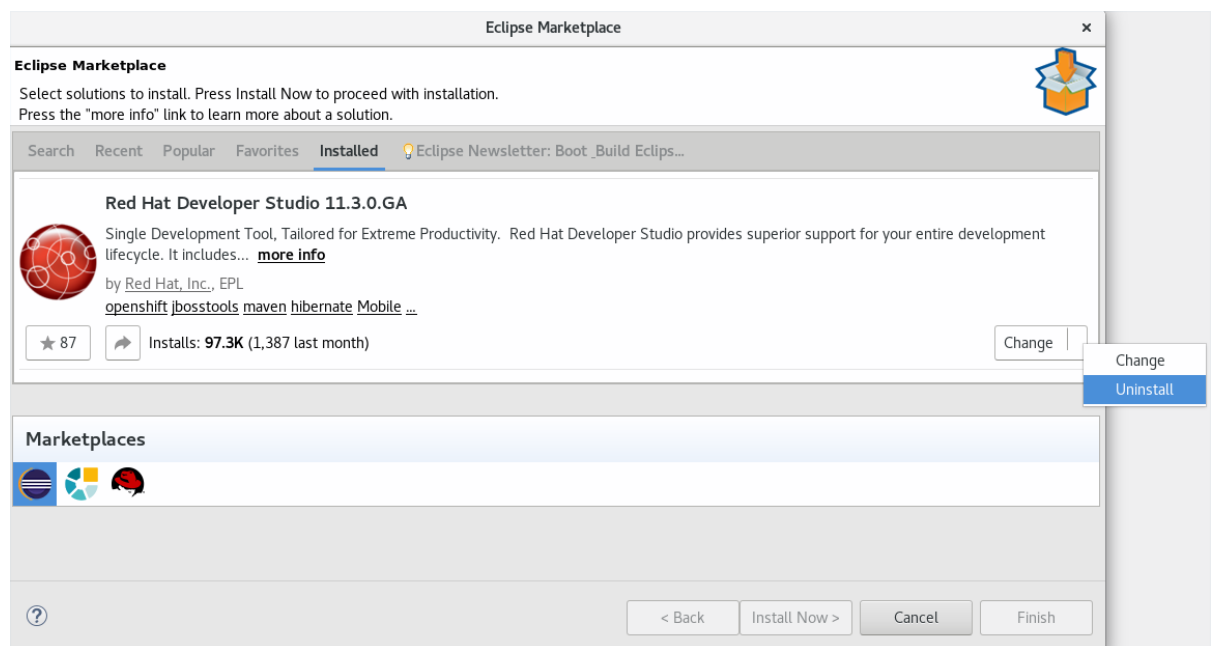 Eclipse Marketplace
×
Eclipse Marketplace
Select solutions to install. Press Install Now to proceed with installation.
Press the "more info" link to learn more about a solution.
Search Recent Popular Favorites Installed Eclipse Newsletter: Boot _Build Eclips...
Red Hat Developer Studio 11.3.0.GA
Single Development Tool, Tailored for Extreme Productivity. Red Hat Developer Studio provides superior support for your entire development
lifecycle. It includes... more info
by Red Hat, Inc., EPL
openshift jbosstools maven hibernate Mobile ...
87 Installs: 97.3K (1,387 last month) Change
Change
Uninstall
Marketplaces
? < Back Install Now > Cancel Finish